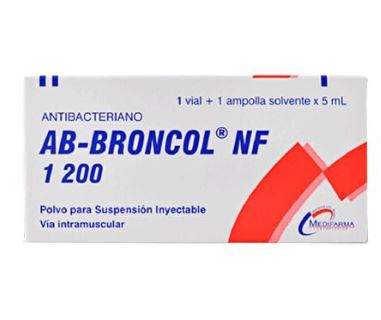 1 vial + 1 ampolla solvente x 5 mL
ANTIBACTERIANO
AB-BRONCOL® NF
1 200
Polvo para Suspensión Inyectable
Vía intramuscular
MEDIFARMA